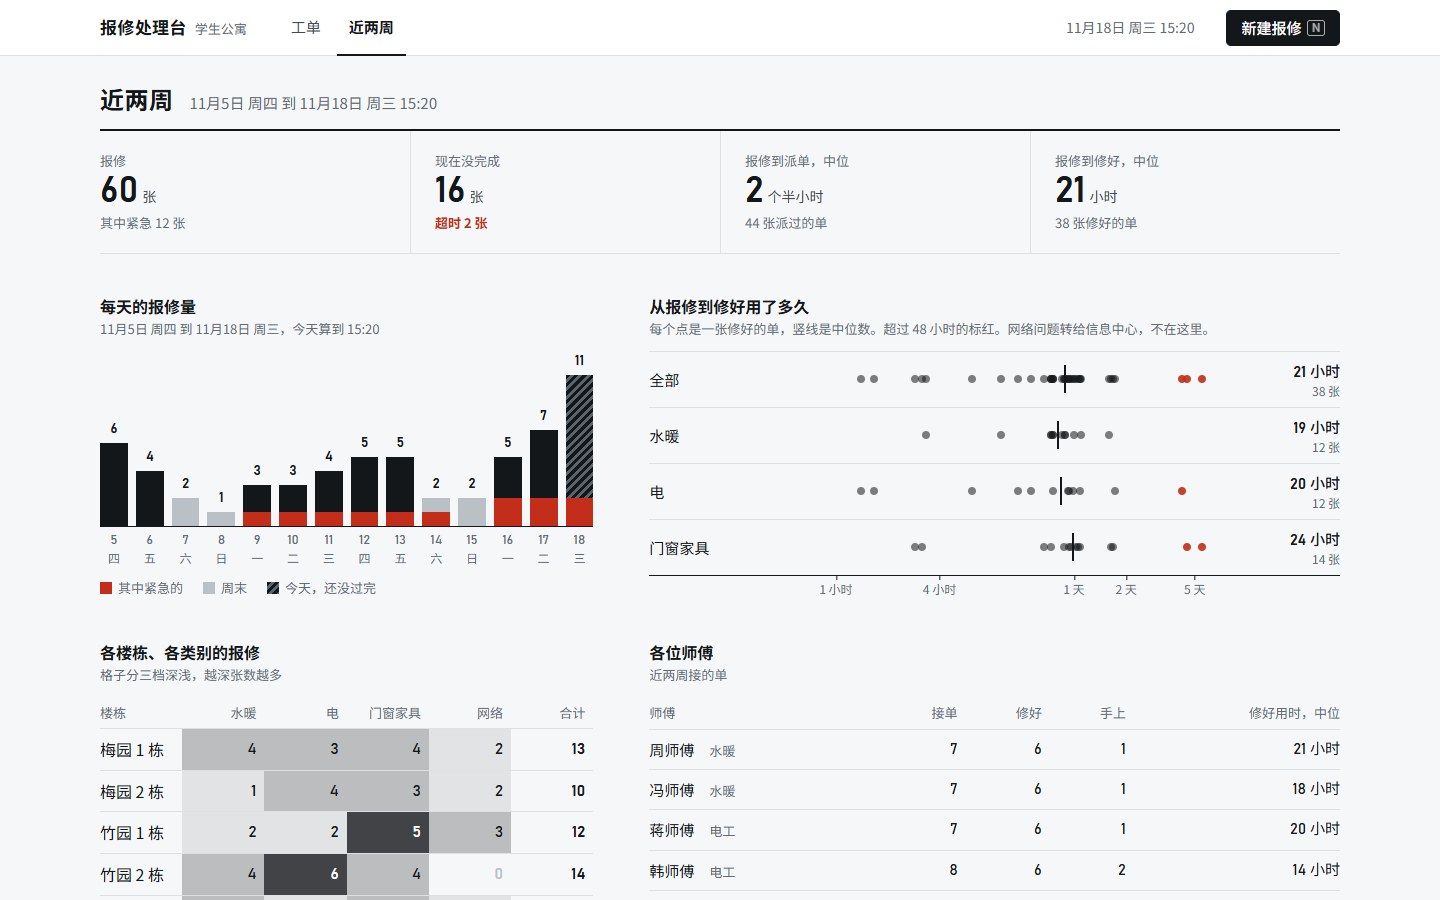 报修处理台 学生公寓 工单 近两周 11月18日 周三 15:20 新建报修 N
近两周 11月5日 周四 到 11月18日 周三 15:20
报修
60 张
其中紧急 12 张
现在没完成
16 张
超时 2 张
报修到派单，中位
2 个半小时
44 张派过的单
报修到修好，中位
21 小时
38 张修好的单
每天的报修量
11月5日 周四 到 11月18日 周三，今天算到 15:20
6 4 2 1 3 3 4 5 5 2 2 5 7 11
5 6 7 8 9 10 11 12 13 14 15 16 17 18
四 五 六 日 一 二 三 四 五 六 日 一 二 三
其中紧急的 周末 今天，还没过完
从报修到修好用了多久
每个点是一张修好的单，竖线是中位数。超过 48 小时的标红。网络问题转给信息中心，不在这里。
全部 21 小时
38 张
水暖 19 小时
12 张
电 20 小时
12 张
门窗家具 24 小时
14 张
1 小时 4 小时 1 天 2 天 5 天
各楼栋、各类别的报修
格子分三档深浅，越深张数越多
楼栋 水暖 电 门窗家具 网络 合计
梅园 1 栋 4 3 4 2 13
梅园 2 栋 1 4 3 2 10
竹园 1 栋 2 2 5 3 12
竹园 2 栋 4 6 4 0 14
各位师傅
近两周接的单
师傅 接单 修好 手上 修好用时，中位
周师傅 水暖 7 6 1 21 小时
冯师傅 水暖 7 6 1 18 小时
蒋师傅 电工 7 6 1 20 小时
韩师傅 电工 8 6 2 14 小时